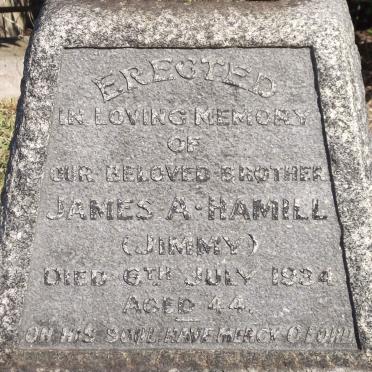 ERECTED
IN LOVING MEMORY
OF
OUR BELOVED BROTHER
JAMES A. HAMILL
(JIMMY)
DIED 6TH JULY 1934
AGED 44.
ON HIS SOUL HAVE MERCY O LORD